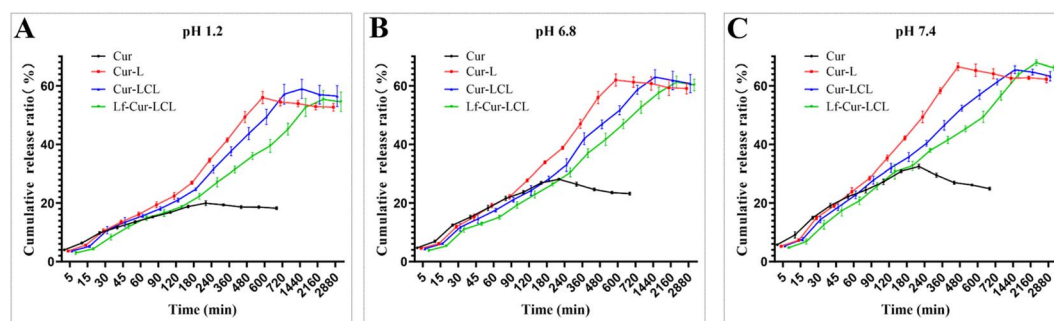 A
pH 1.2
Cumulative release ratio（ %）
60
40
20
0
Cur
Cur-L
Cur-LCL
Lf-Cur-LCL
5 15 30 45 60 90 120 180 240 360 480 600 720 1440 2160 2880
Time (min)
B
pH 6.8
Cumulative release ratio（ %）
60
40
20
0
Cur
Cur-L
Cur-LCL
Lf-Cur-LCL
5 15 30 45 60 90 120 180 240 360 480 600 720 1440 2160 2880
Time (min)
C
pH 7.4
Cumulative release ratio（ %）
60
40
20
0
Cur
Cur-L
Cur-LCL
Lf-Cur-LCL
5 15 30 45 60 90 120 180 240 360 480 600 720 1440 2160 2880
Time (min)